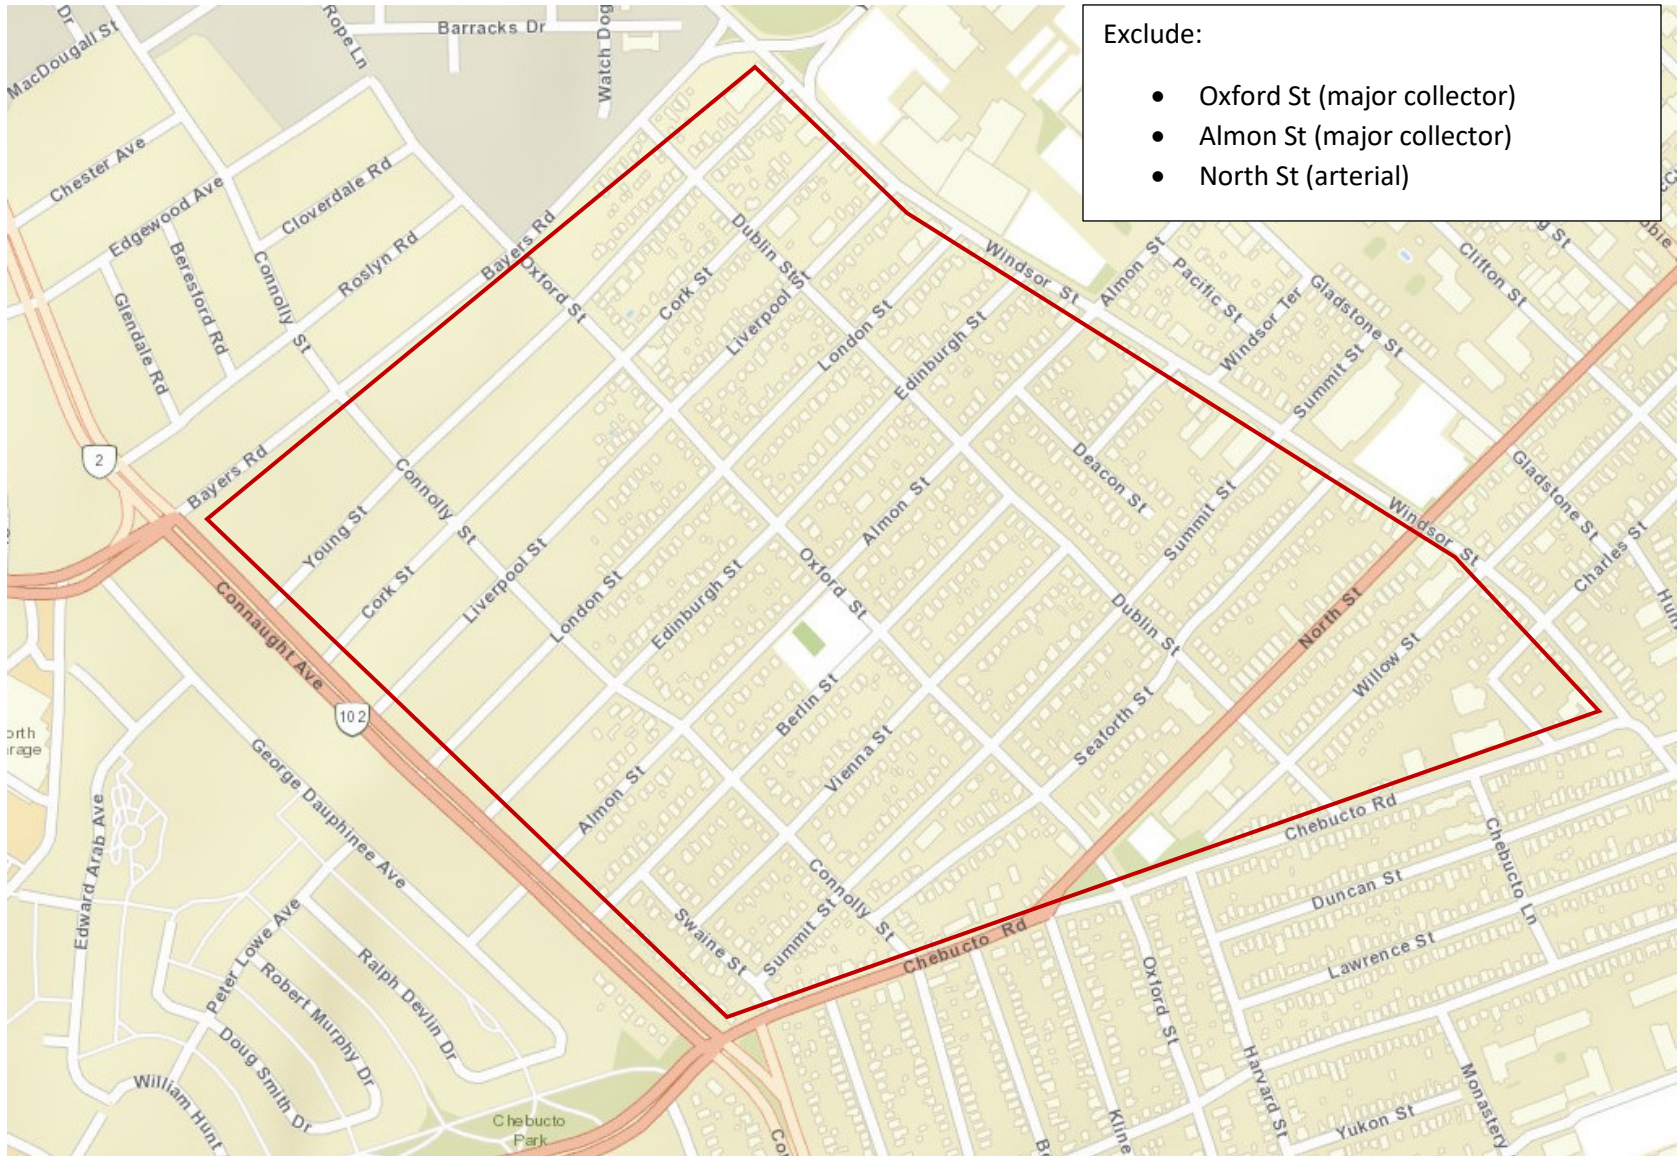 Exclude:
• Oxford St (major collector)
• Almon St (major collector)
• North St (arterial)
Dr
MacDougall St
Rope Ln
Barracks Dr
Watch Dog
Chester Ave
Edgewood Ave
Cloverdale Rd
Beresford Rd
Roslyn Rd
Glendale Rd
Connolly St
Bayers Rd
Oxford St
Dublin St
Cork St
Liverpool St
London St
Edinburgh St
Windsor St
Almon St
Pacific St
Windsor Ter
Gladstone St
Clifton St
Summit St
2
Bayers Rd
Connolly St
Deacon St
Almon St
Summit St
Windsor St
Gladstone St
Charles St
Young St
Cork St
Liverpool St
London St
Edinburgh St
Oxford St
Dublin St
North St
Willow St
Connaught Ave
102
Berlin St
Vienna St
Seaforth St
George Dauphinee Ave
Almon St
Edward Arab Ave
Chebucto Rd
Chebucto Ln
Duncan St
Lawrence St
Connolly St
Swaine St
Summit St
Chebucto Rd
Peter Lowe Ave
Ralph Devlin Dr
Robert Murphy Dr
Doug Smith Dr
William Hunt
Chebucto
Park
Oxford St
Harvard St
Kline
Yukon St
Monastery